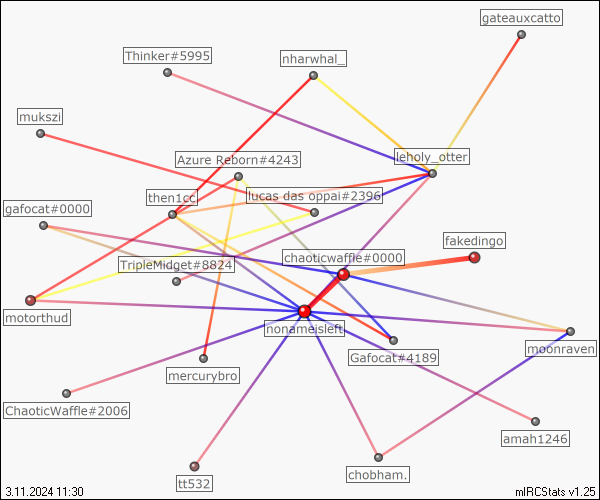 gateauxcatto
Thinker#5995
nharwhal_
mukszi
Azure Reborn#4243
leholy_otter
then1cc
lucas das oppai#2396
gafocat#0000
fakedingo
chaoticwaffle#0000
TripleMidget#8824
motorthud
nonameisleft
moonraven
Gafocat#4189
mercurybro
ChaoticWaffle#2006
amah1246
chobham.
tt532
3.11.2024 11:30
mIRCStats v1.25